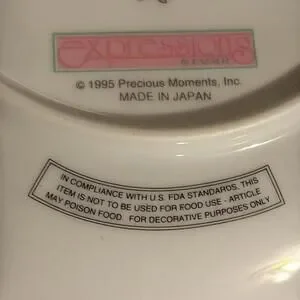 Expressions
© 1995 Precious Moments, Inc.
MADE IN JAPAN
IN COMPLIANCE WITH U.S. FDA STANDARDS, THIS
ITEM IS NOT TO BE USED FOR FOOD USE - ARTICLE
MAY POISON FOOD. FOR DECORATIVE PURPOSES ONLY